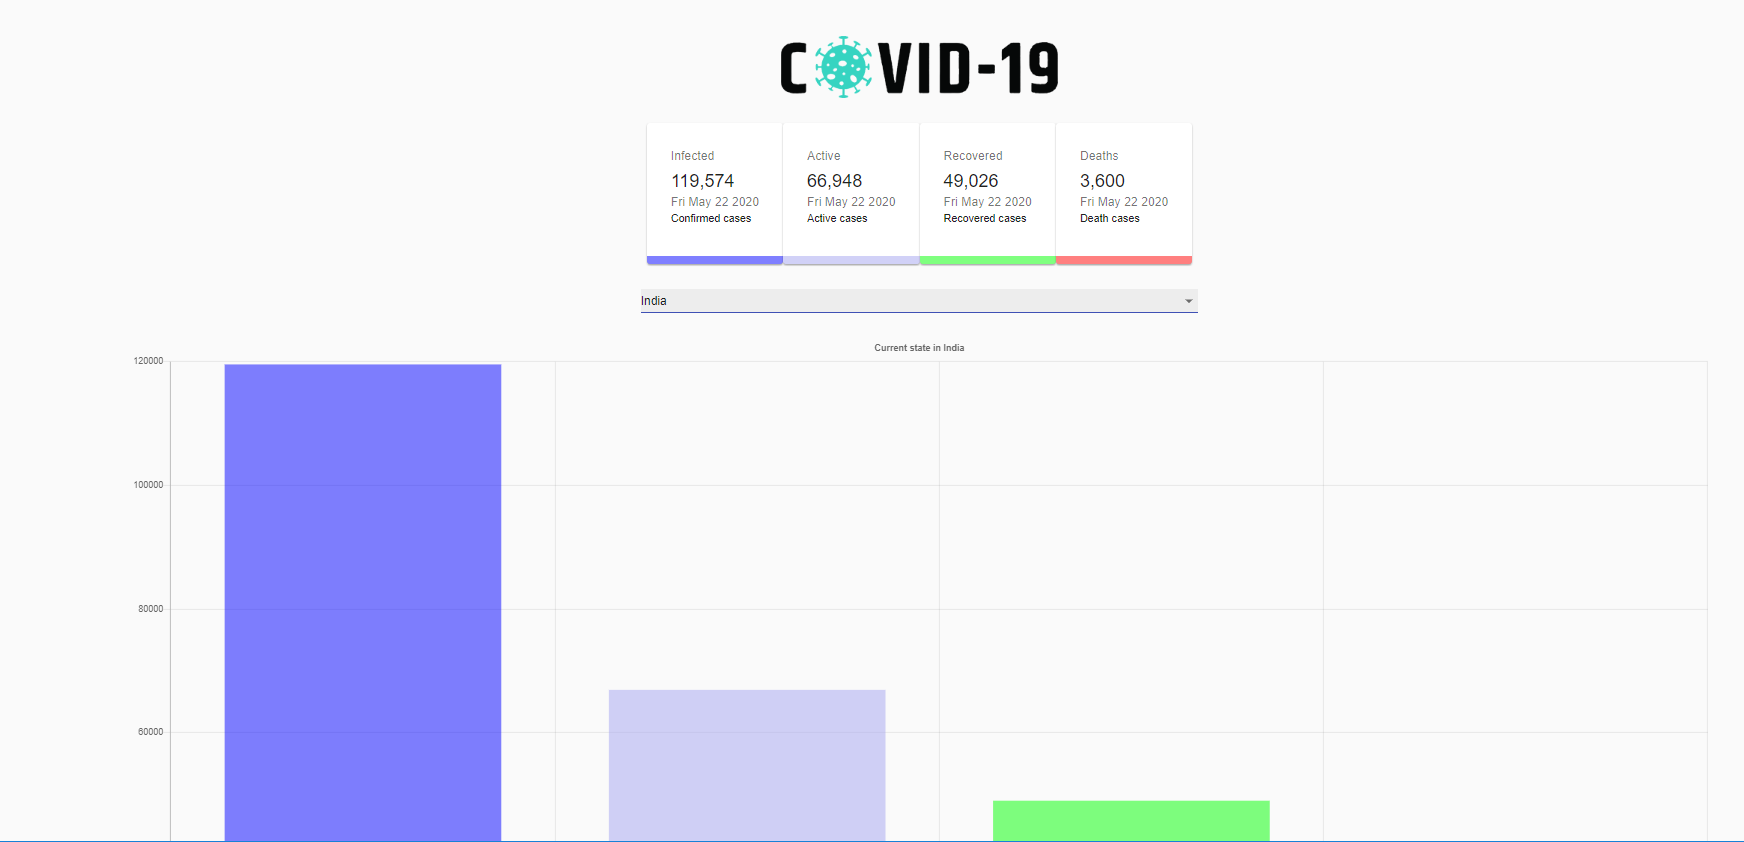 COVID-19
Infected
119,574
Fri May 22 2020
Confirmed cases
Active
66,948
Fri May 22 2020
Active cases
Recovered
49,026
Fri May 22 2020
Recovered cases
Deaths
3,600
Fri May 22 2020
Death cases
India
Current state in India
120000
100000
80000
60000